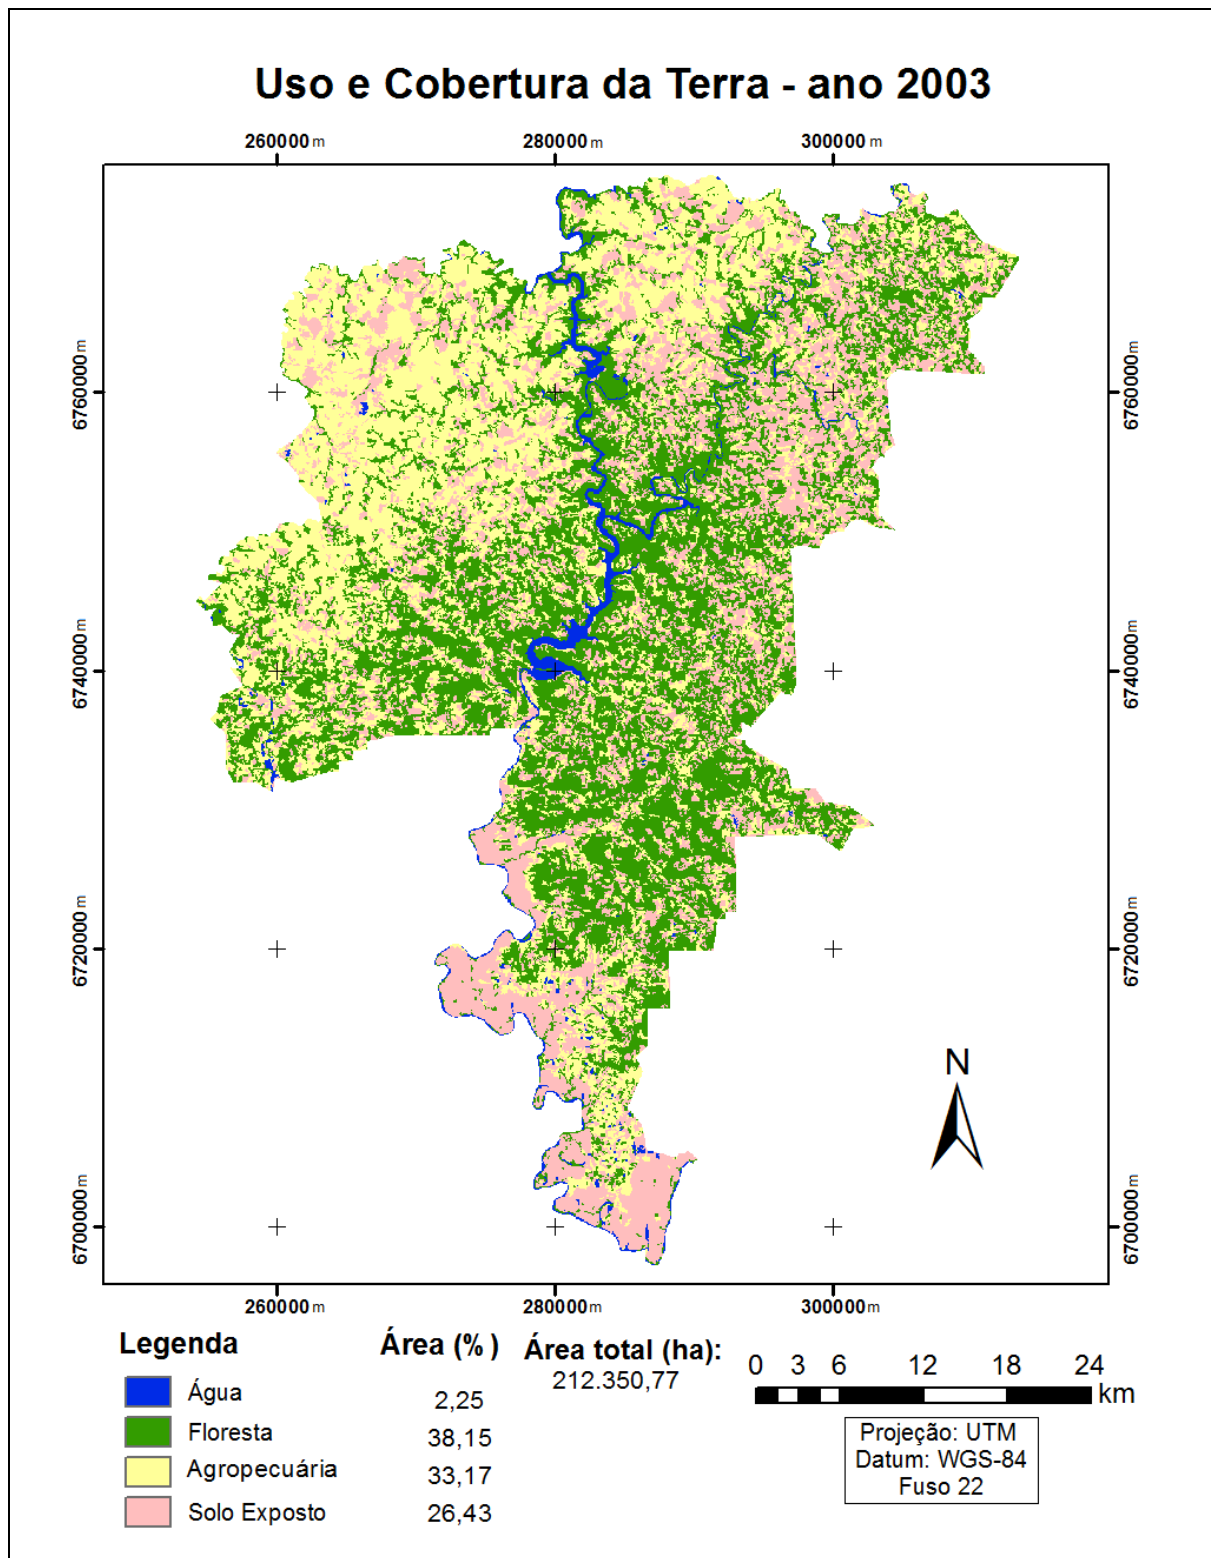 Uso e Cobertura da Terra - ano 2003
260000 m 280000 m 300000 m
6760000 m 6760000 m
6740000 m 6740000 m
6720000 m 6720000 m
6700000 m 6700000 m
N
260000 m 280000 m 300000 m
Legenda Área (%) Área total (ha):
212.350,77
Água 2,25
Floresta 38,15
Agropecuária 33,17
Solo Exposto 26,43
0 3 6 12 18 24
km
Projeção: UTM
Datum: WGS-84
Fuso 22